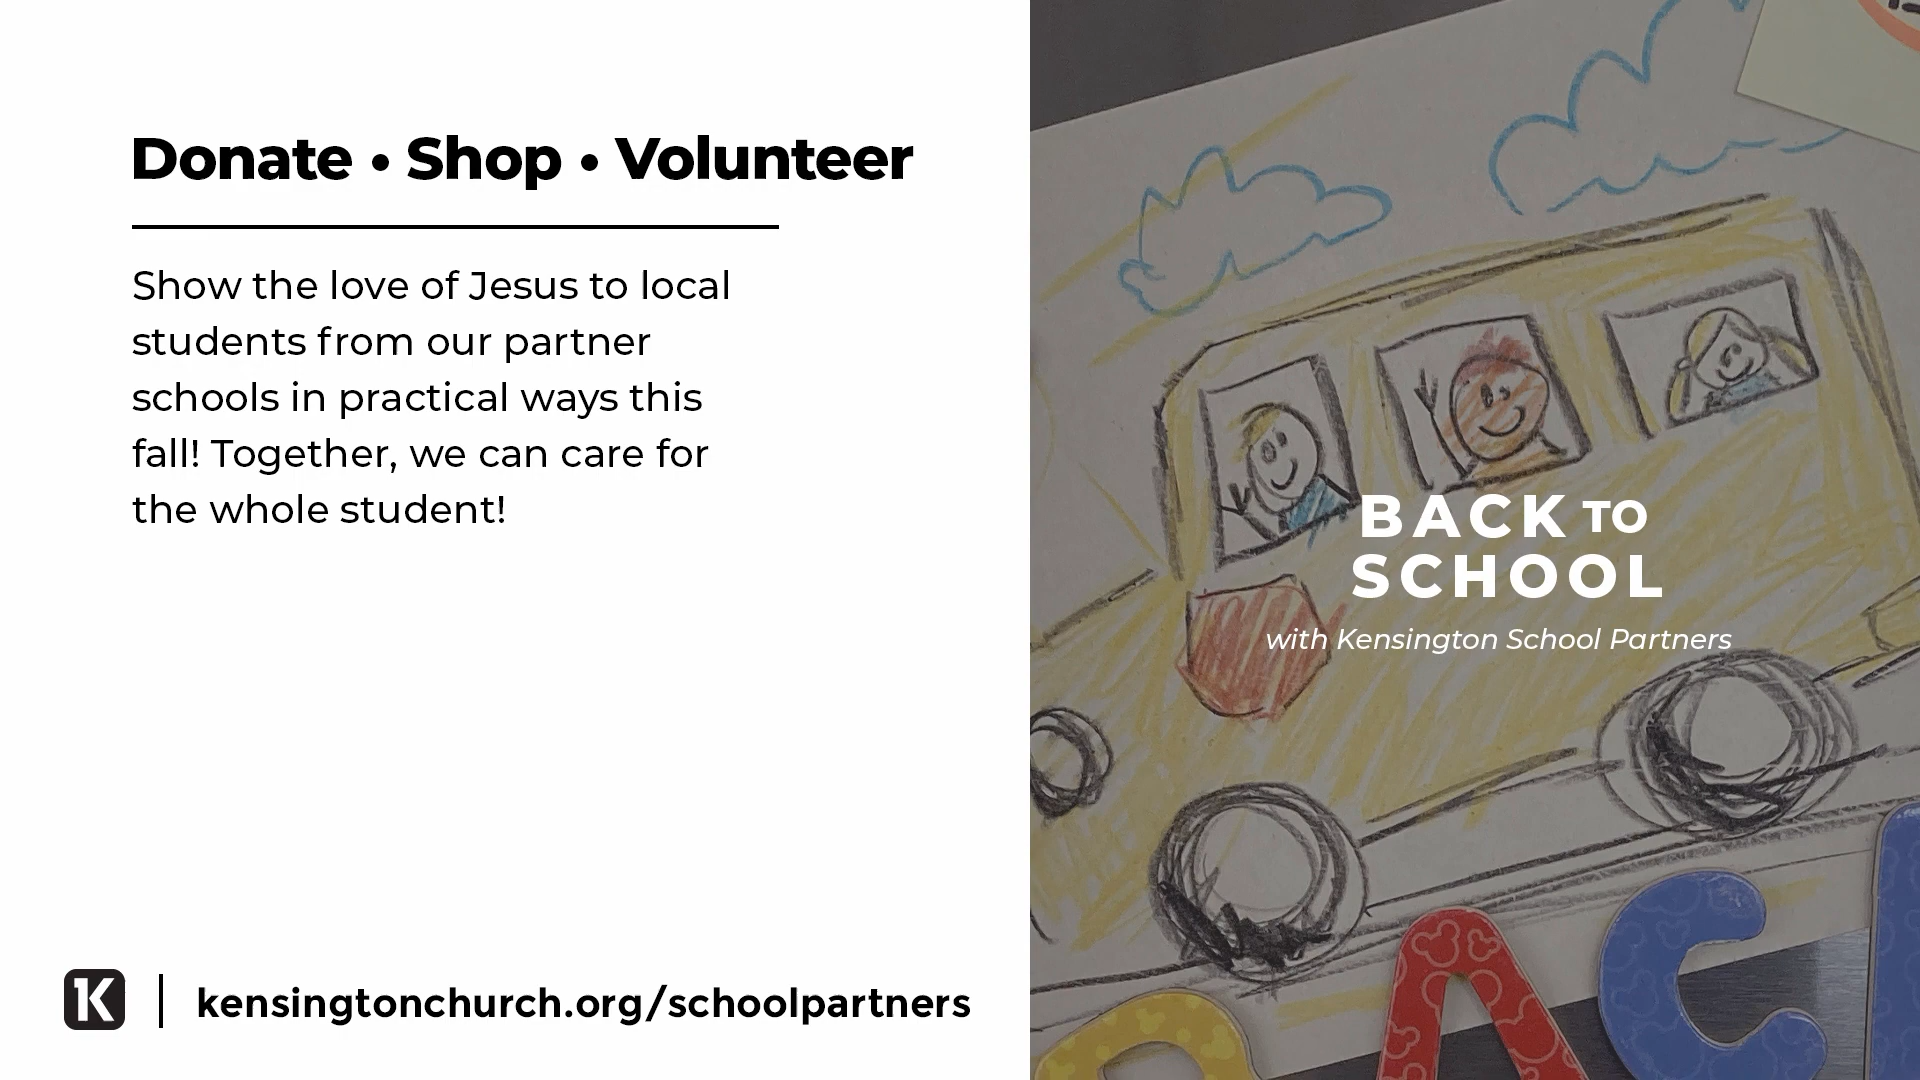 Donate • Shop • Volunteer
Show the love of Jesus to local
students from our partner
schools in practical ways this
fall! Together, we can care for
the whole student!
K
kensingtonchurch.org/schoolpartners
BACK TO
SCHOOL
with Kensington School Partners